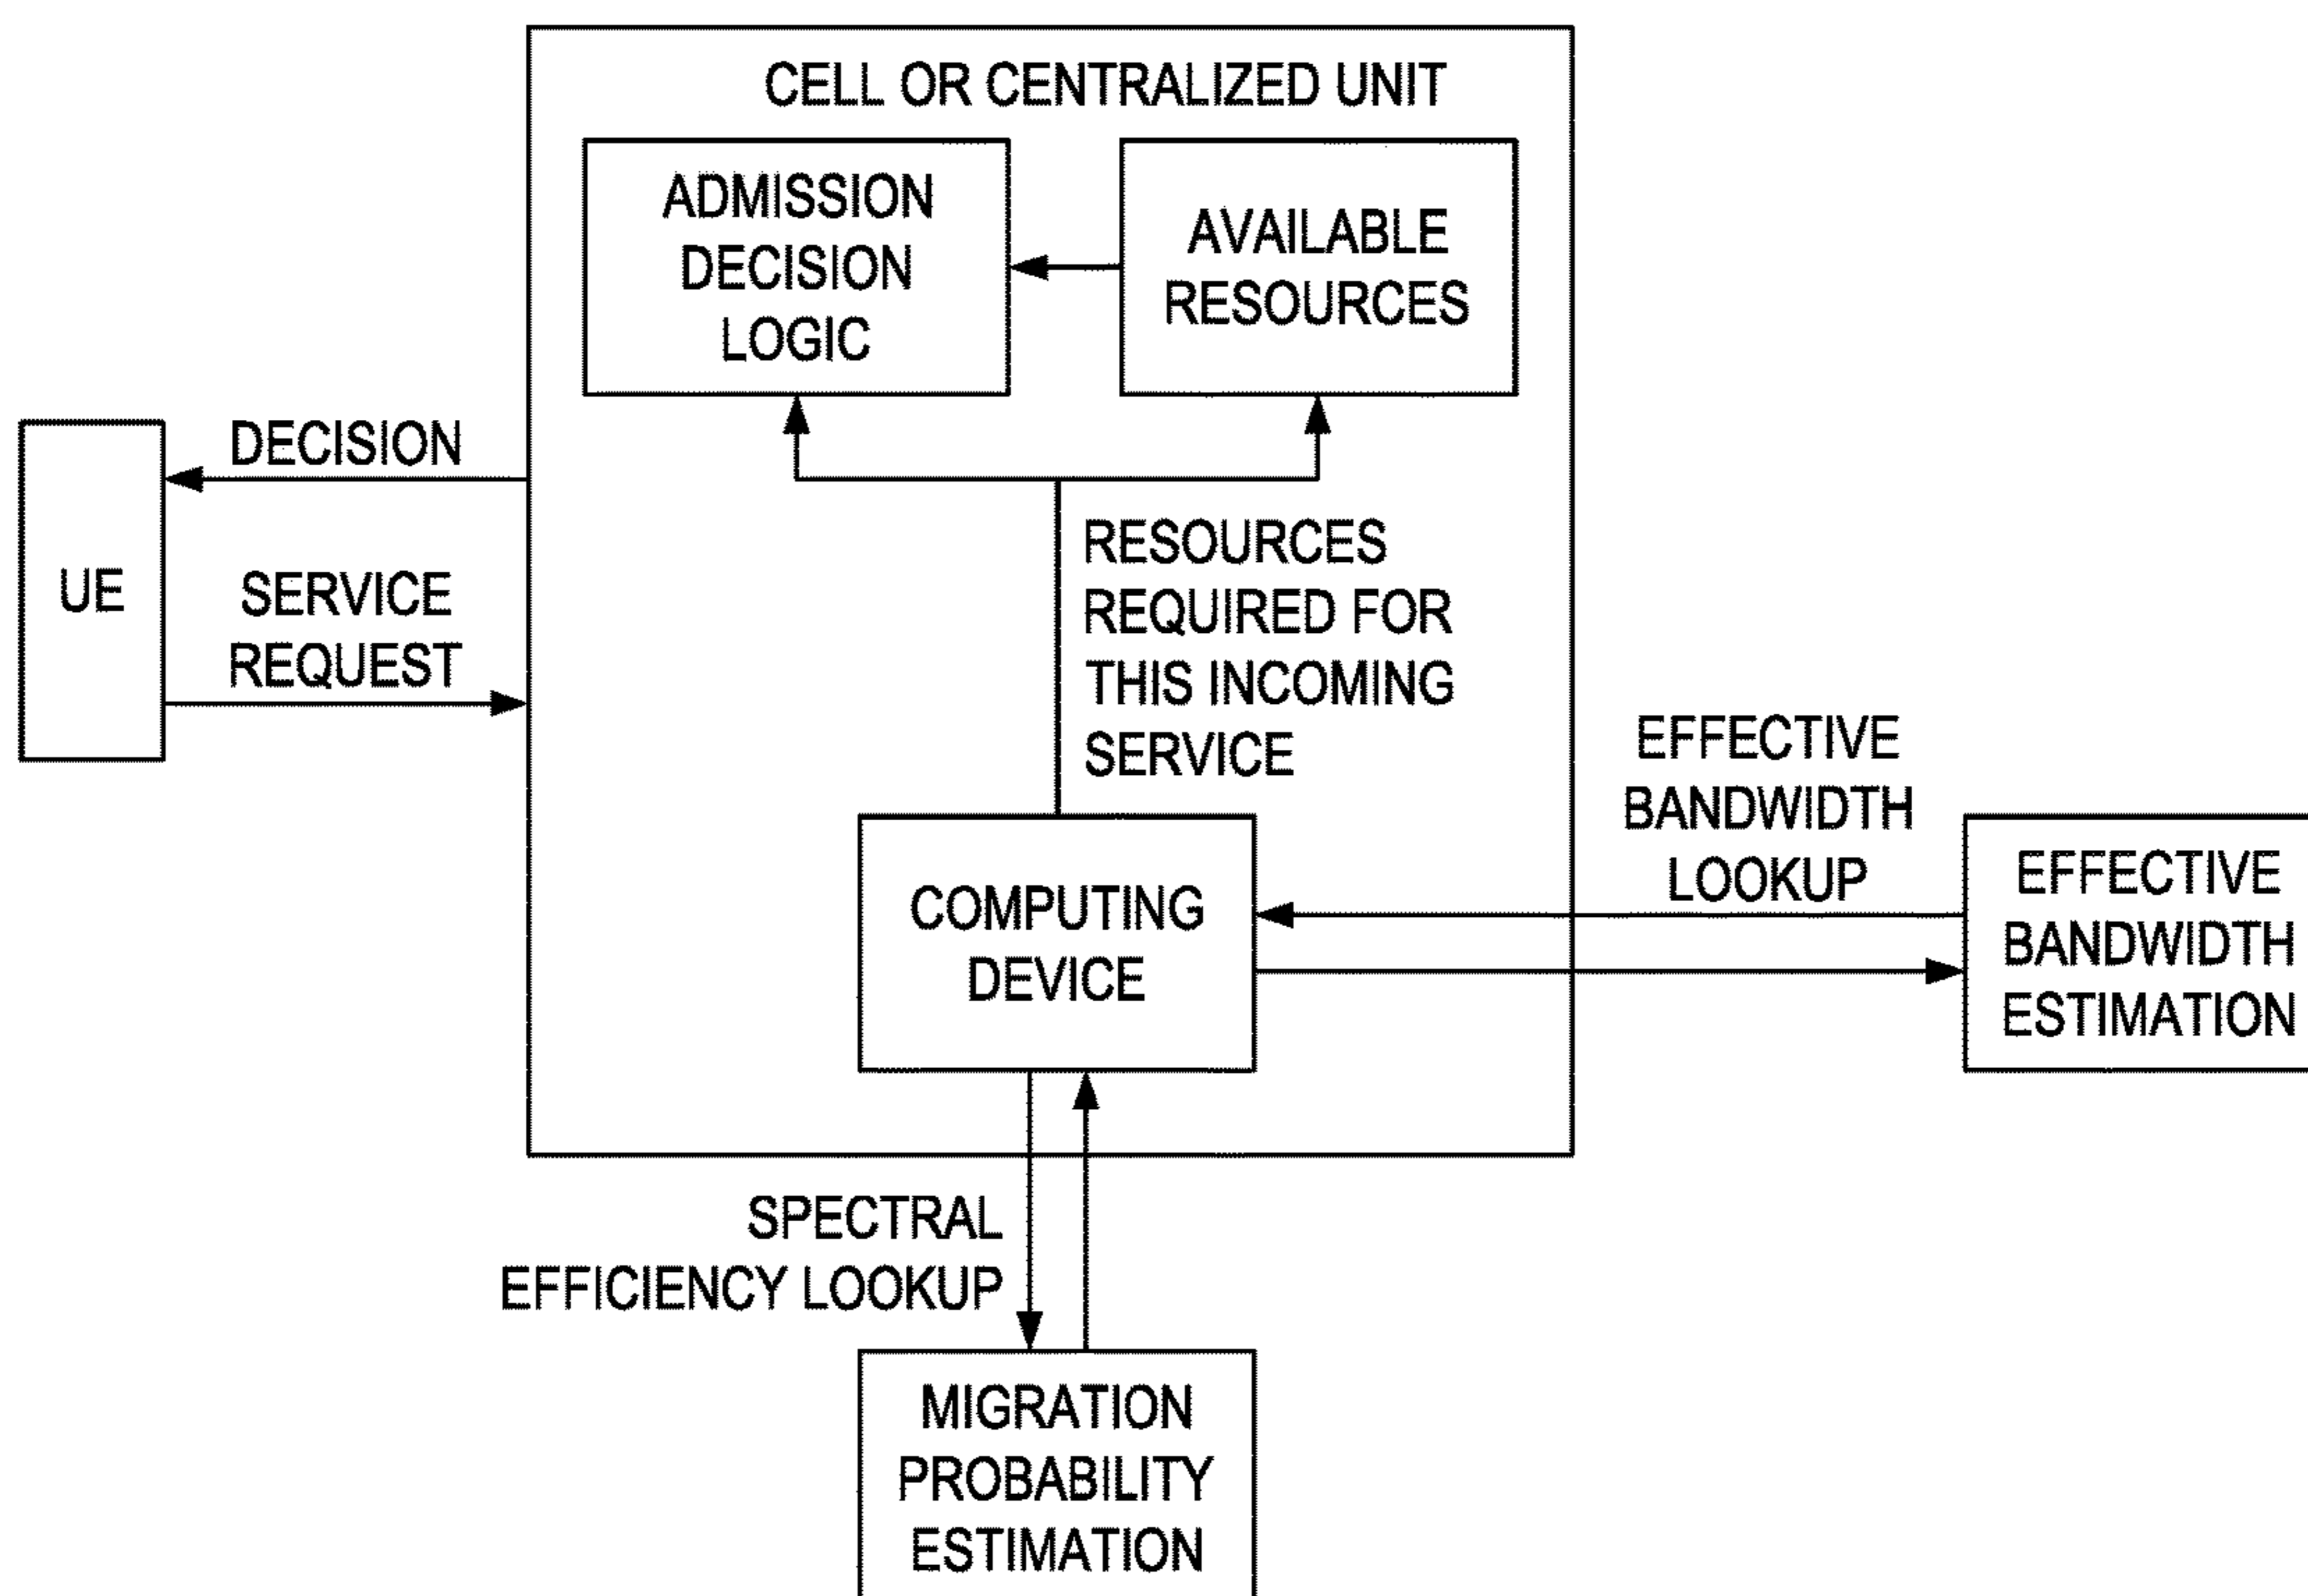 CELL OR CENTRALIZED UNIT
ADMISSION
DECISION
LOGIC
AVAILABLE
RESOURCES
DECISION
UE
SERVICE
REQUEST
RESOURCES
REQUIRED FOR
THIS INCOMING
SERVICE
EFFECTIVE
BANDWIDTH
LOOKUP
COMPUTING
DEVICE
EFFECTIVE
BANDWIDTH
ESTIMATION
SPECTRAL
EFFICIENCY LOOKUP
MIGRATION
PROBABILITY
ESTIMATION